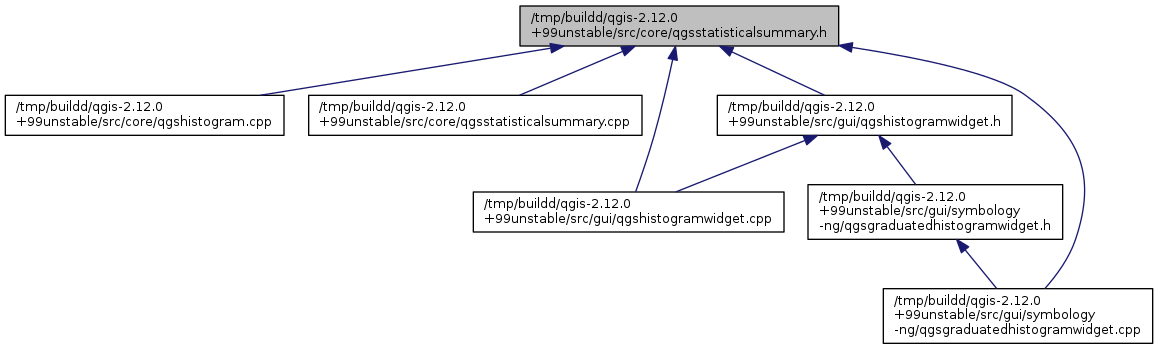 /tmp/buildd/qgis-2.12.0
+99unstable/src/core/qgsstatisticalsummary.h
/tmp/buildd/qgis-2.12.0
+99unstable/src/core/qgshistogram.cpp
/tmp/buildd/qgis-2.12.0
+99unstable/src/core/qgsstatisticalsummary.cpp
/tmp/buildd/qgis-2.12.0
+99unstable/src/gui/qgshistogramwidget.h
/tmp/buildd/qgis-2.12.0
+99unstable/src/gui/qgshistogramwidget.cpp
/tmp/buildd/qgis-2.12.0
+99unstable/src/gui/symbology
-ng/qgsgraduatedhistogramwidget.h
/tmp/buildd/qgis-2.12.0
+99unstable/src/gui/symbology
-ng/qgsgraduatedhistogramwidget.cpp